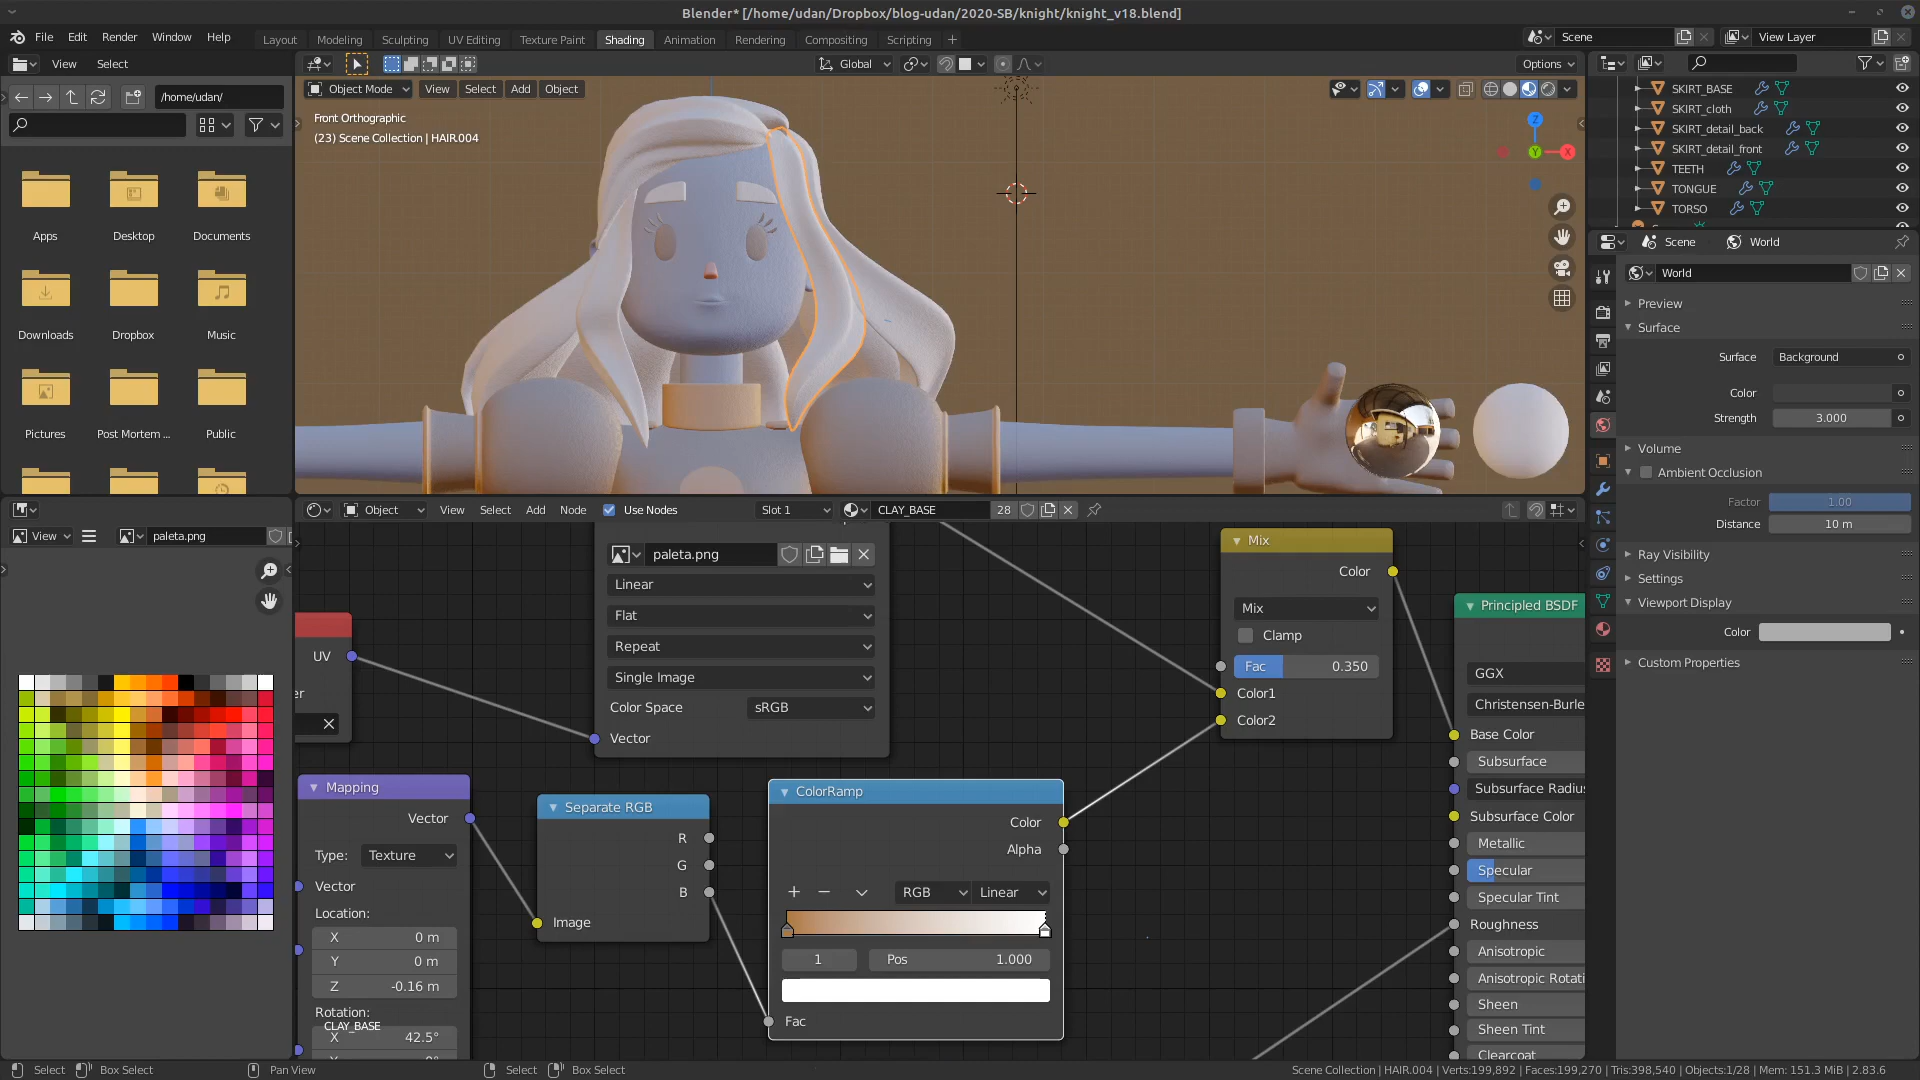 Blender* [/home/udan/Dropbox/blog-udan/2020-SB/knight/knight_v18.blend]
File Edit Render Window Help
Layout Modeling Sculpting UV Editing Texture Paint Shading Animation Rendering Compositing Scripting +
Scene
View Layer
View Select
/home/udan/
Apps Desktop Documents
Downloads Dropbox Music
Pictures Post Mortem ... Public
Global
Options
Object Mode View Select Add Object
Front Orthographic
(23) Scene Collection | HAIR.004
Z
Y
X
SKIRT_BASE
SKIRT_cloth
SKIRT_detail_back
SKIRT_detail_front
TEETH
TONGUE
TORSO
Scene World
World
Preview
Surface
Surface Background
Color
Strength 3.000
Volume
Ambient Occlusion
Factor 1.00
Distance 10 m
Ray Visibility
Settings
Viewport Display
Color
Custom Properties
View
paleta.png
Object View Select Add Node Use Nodes Slot 1 CLAY_BASE 28
UV
er
paleta.png
Linear
Flat
Repeat
Single Image
Color Space sRGB
Vector
Mapping
Vector
Type: Texture
Vector
Location:
X 0 m
Y 0 m
Z -0.16 m
Rotation:
CLAY_BASE
X 42.5°
Separate RGB
R
G
B
Image
ColorRamp
Color
Alpha
RGB Linear
1 Pos 1.000
Fac
Mix
Color
Mix
Clamp
Fac 0.350
Color1
Color2
Principled BSDF
GGX
Christensen-Burle
Base Color
Subsurface
Subsurface Radius
Subsurface Color
Metallic
Specular
Specular Tint
Roughness
Anisotropic
Anisotropic Rotati
Sheen
Sheen Tint
Clearcoat
Select Box Select Pan View Select Box Select
Scene Collection | HAIR.004 | Verts:199,892 | Faces:199,270 | Tris:398,540 | Objects:1/28 | Mem: 151.3 MiB | 2.83.6